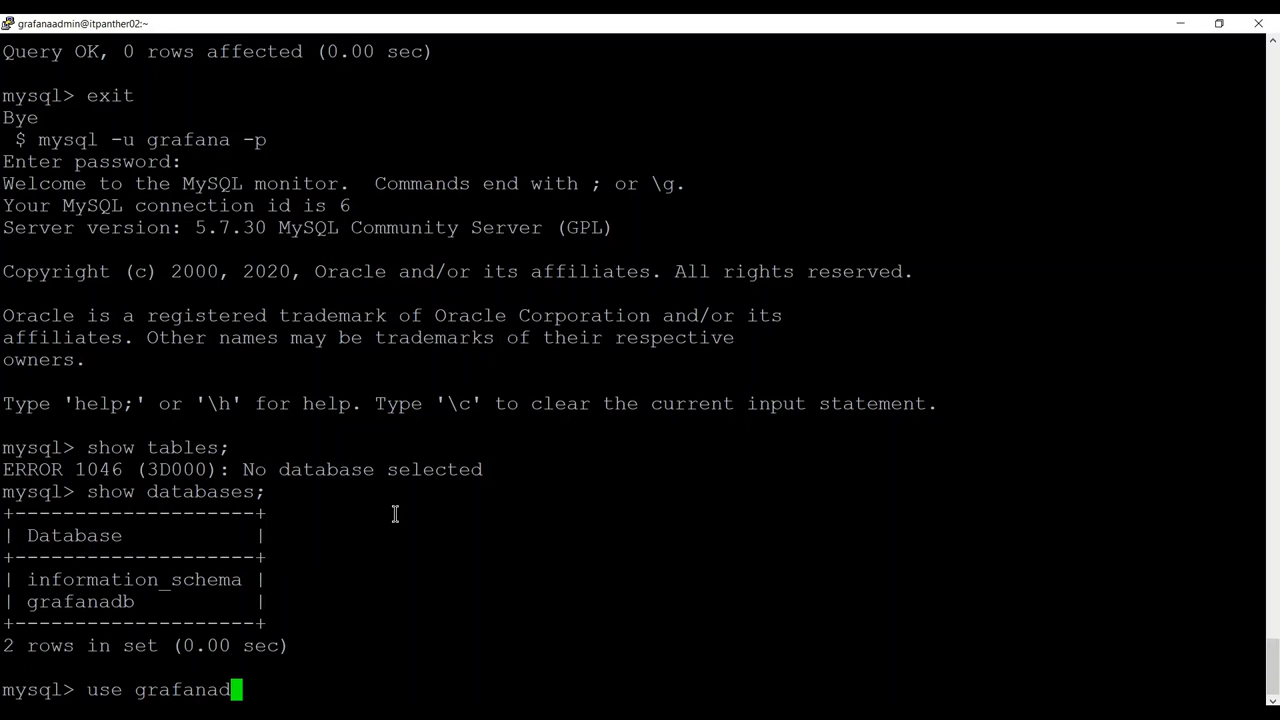 grafanaadmin@itpanther02:~
Query OK, 0 rows affected (0.00 sec)
mysql> exit
Bye
$ mysql -u grafana -p
Enter password:
Welcome to the MySQL monitor.  Commands end with ; or \g.
Your MySQL connection id is 6
Server version: 5.7.30 MySQL Community Server (GPL)
Copyright (c) 2000, 2020, Oracle and/or its affiliates. All rights reserved.
Oracle is a registered trademark of Oracle Corporation and/or its
affiliates. Other names may be trademarks of their respective
owners.
Type 'help;' or '\h' for help. Type '\c' to clear the current input statement.
mysql> show tables;
ERROR 1046 (3D000): No database selected
mysql> show databases;
+--------------------+
| Database           |
+--------------------+
| information_schema |
| grafanadb          |
+--------------------+
2 rows in set (0.00 sec)
mysql> use grafanad